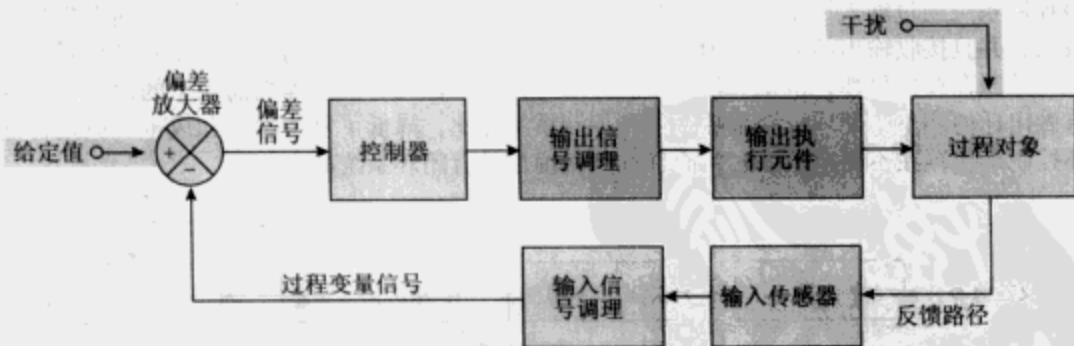 干扰
偏差
放大器
偏差
信号
给定值
+
−
控制器
输出信
号调理
输出执
行元件
过程对象
过程变量信号
输入信
号调理
输入传感器
反馈路径